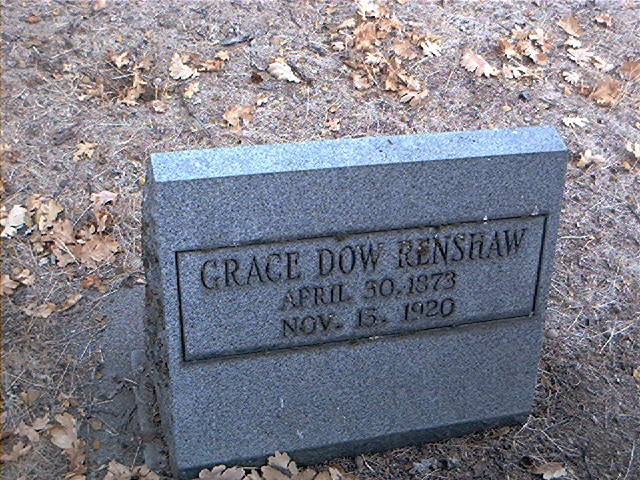 GRACE DOW RENSHAW
APRIL 30, 1873
NOV. 15, 1920